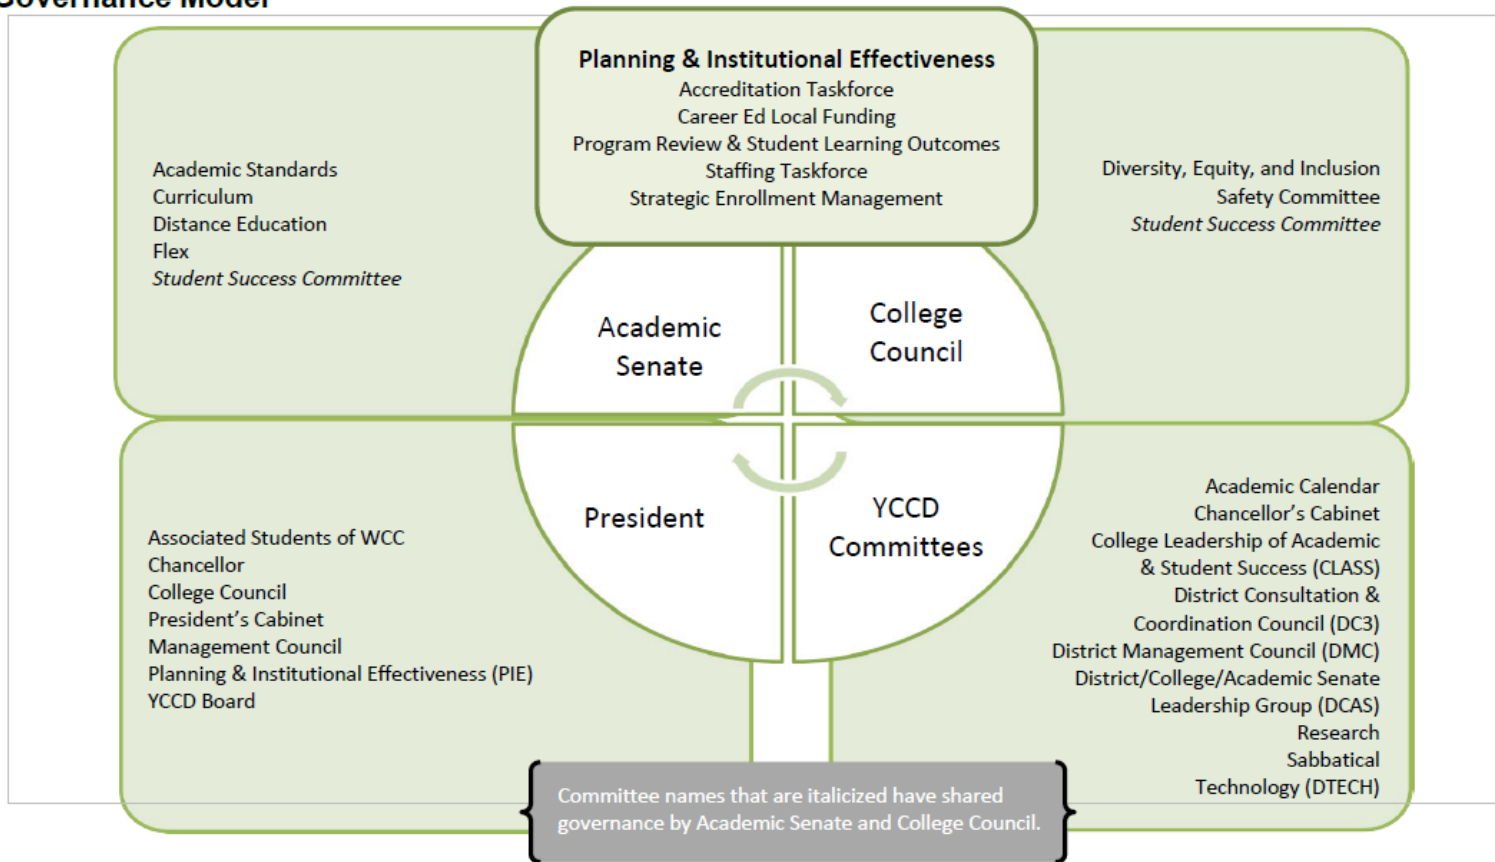 Governance Model
Planning & Institutional Effectiveness
Accreditation Taskforce
Career Ed Local Funding
Program Review & Student Learning Outcomes
Staffing Taskforce
Strategic Enrollment Management
Academic Standards
Curriculum
Distance Education
Flex
Student Success Committee
Diversity, Equity, and Inclusion
Safety Committee
Student Success Committee
Academic
Senate
College
Council
President
YCCD
Committees
Associated Students of WCC
Chancellor
College Council
President’s Cabinet
Management Council
Planning & Institutional Effectiveness (PIE)
YCCD Board
Academic Calendar
Chancellor’s Cabinet
College Leadership of Academic
& Student Success (CLASS)
District Consultation &
Coordination Council (DC3)
District Management Council (DMC)
District/College/Academic Senate
Leadership Group (DCAS)
Research
Sabbatical
Technology (DTECH)
Committee names that are italicized have shared
governance by Academic Senate and College Council.